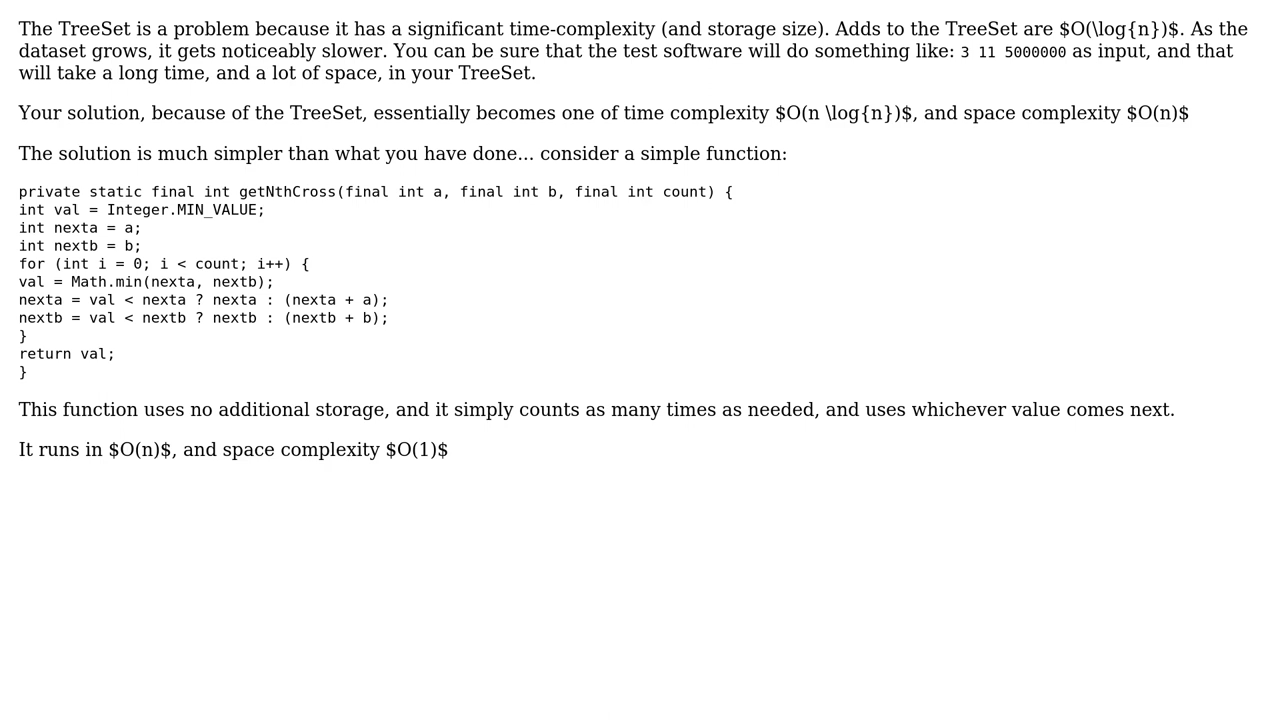 The TreeSet is a problem because it has a significant time-complexity (and storage size). Adds to the TreeSet are $O(\log{n})$. As the
dataset grows, it gets noticeably slower. You can be sure that the test software will do something like: 3 11 5000000 as input, and that
will take a long time, and a lot of space, in your TreeSet.
Your solution, because of the TreeSet, essentially becomes one of time complexity $O(n \log{n})$, and space complexity $O(n)$
The solution is much simpler than what you have done... consider a simple function:
private static final int getNthCross(final int a, final int b, final int count) {
int val = Integer.MIN_VALUE;
int nexta = a;
int nextb = b;
for (int i = 0; i < count; i++) {
val = Math.min(nexta, nextb);
nexta = val < nexta ? nexta : (nexta + a);
nextb = val < nextb ? nextb : (nextb + b);
}
return val;
}
This function uses no additional storage, and it simply counts as many times as needed, and uses whichever value comes next.
It runs in $O(n)$, and space complexity $O(1)$